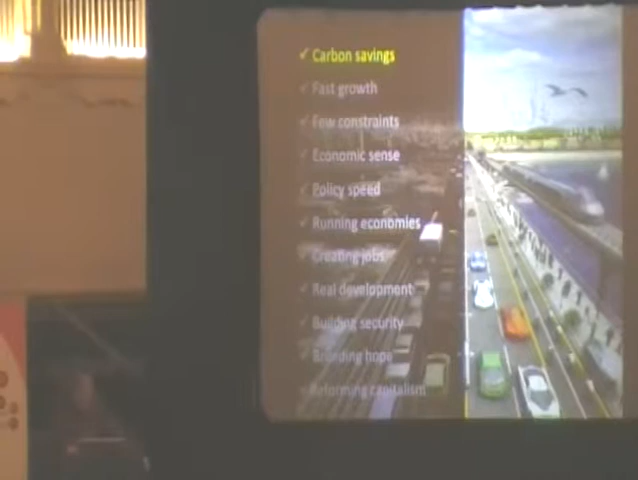 ✓ Carbon savings
✓ Fast growth
✓ Few constraints
✓ Economic sense
✓ Policy speed
✓ Running economies
✓ Creating jobs
✓ Real development
✓ Building security
✓ Branding hope
✓ Reforming capitalism